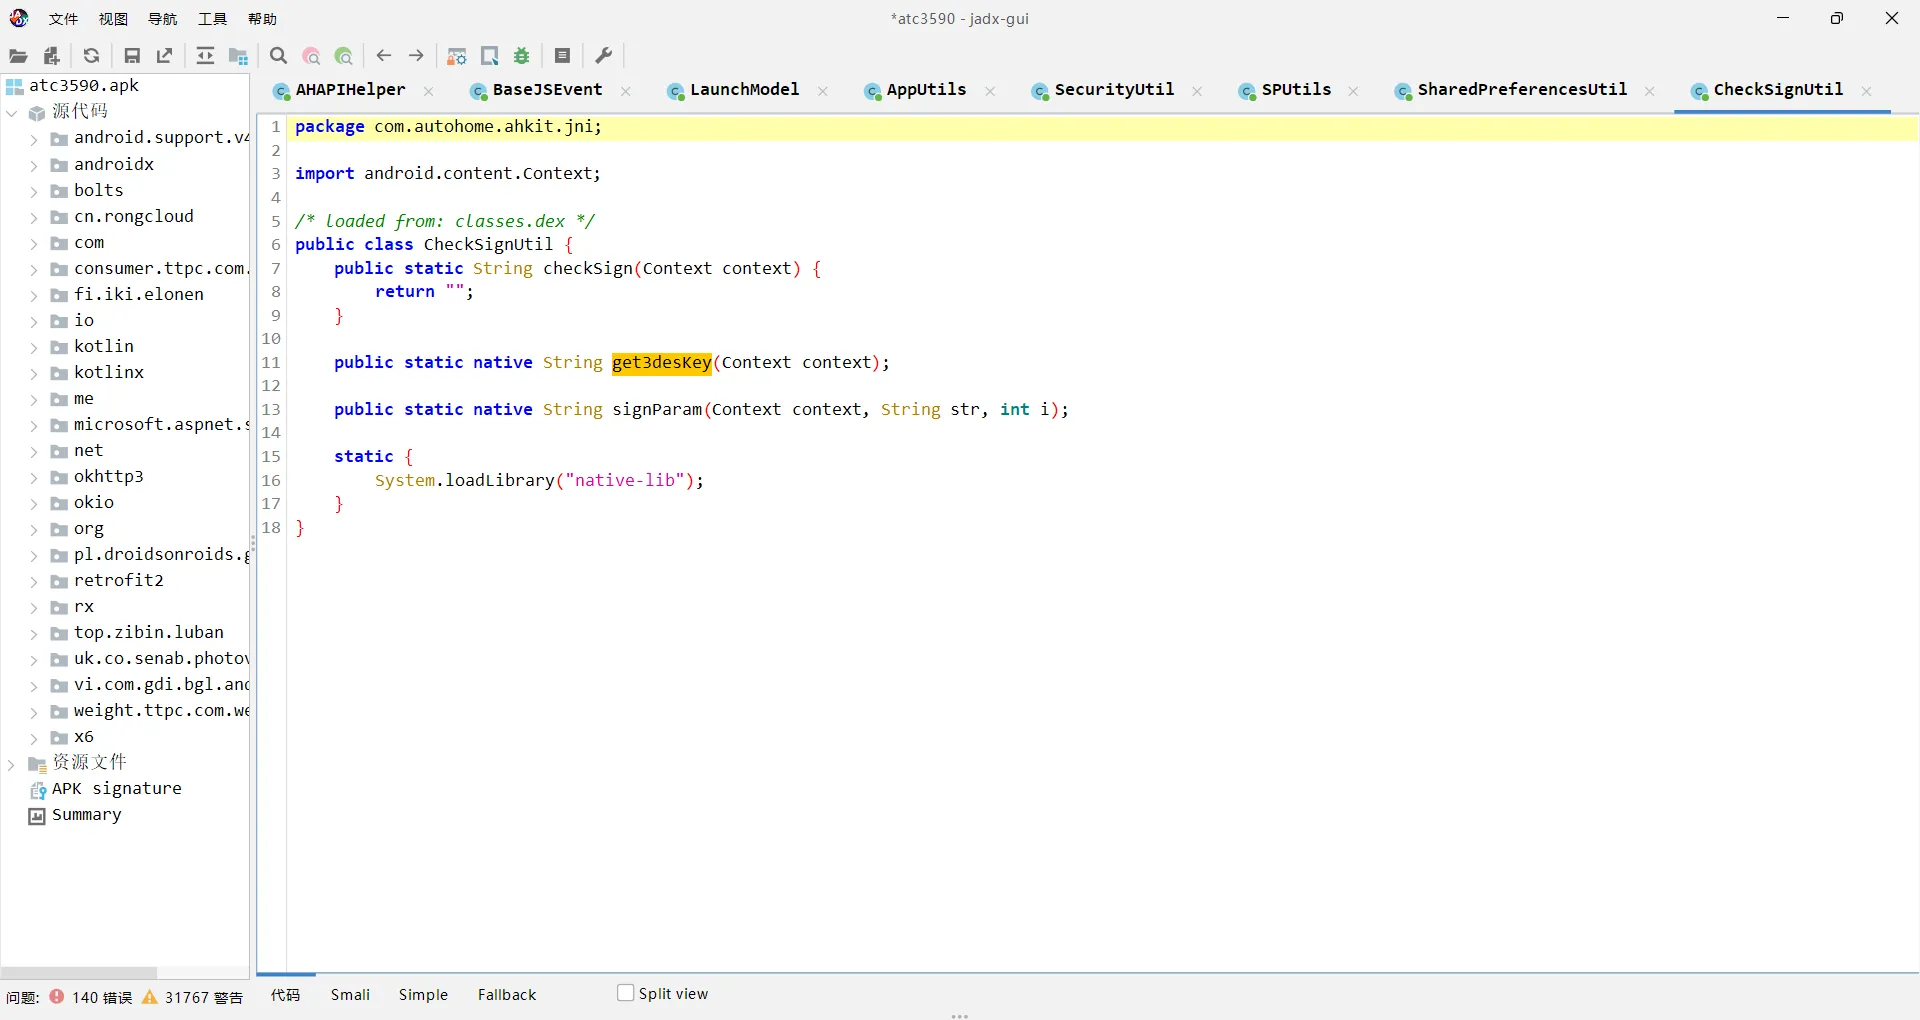 文件 视图 导航 工具 帮助
*atc3590 - jadx-gui
atc3590.apk
源代码
android.support.v4
androidx
bolts
cn.rongcloud
com
consumer.ttpc.com.
fi.iki.elonen
io
kotlin
kotlinx
me
microsoft.aspnet.s
net
okhttp3
okio
org
pl.droidsonroids.g
retrofit2
rx
top.zibin.luban
uk.co.senab.photov
vi.com.gdi.bgl.and
weight.ttpc.com.we
x6
资源文件
APK signature
Summary
AHAPIHelper BaseJSEvent LaunchModel AppUtils SecurityUtil SPUtils SharedPreferencesUtil CheckSignUtil
1 package com.autohome.ahkit.jni;
2
3 import android.content.Context;
4
5 /* loaded from: classes.dex */
6 public class CheckSignUtil {
7 public static String checkSign(Context context) {
8 return "";
9 }
10
11 public static native String get3desKey(Context context);
12
13 public static native String signParam(Context context, String str, int i);
14
15 static {
16 System.loadLibrary("native-lib");
17 }
18 }
问题: 140 错误 31767 警告
代码 Smali Simple Fallback Split view